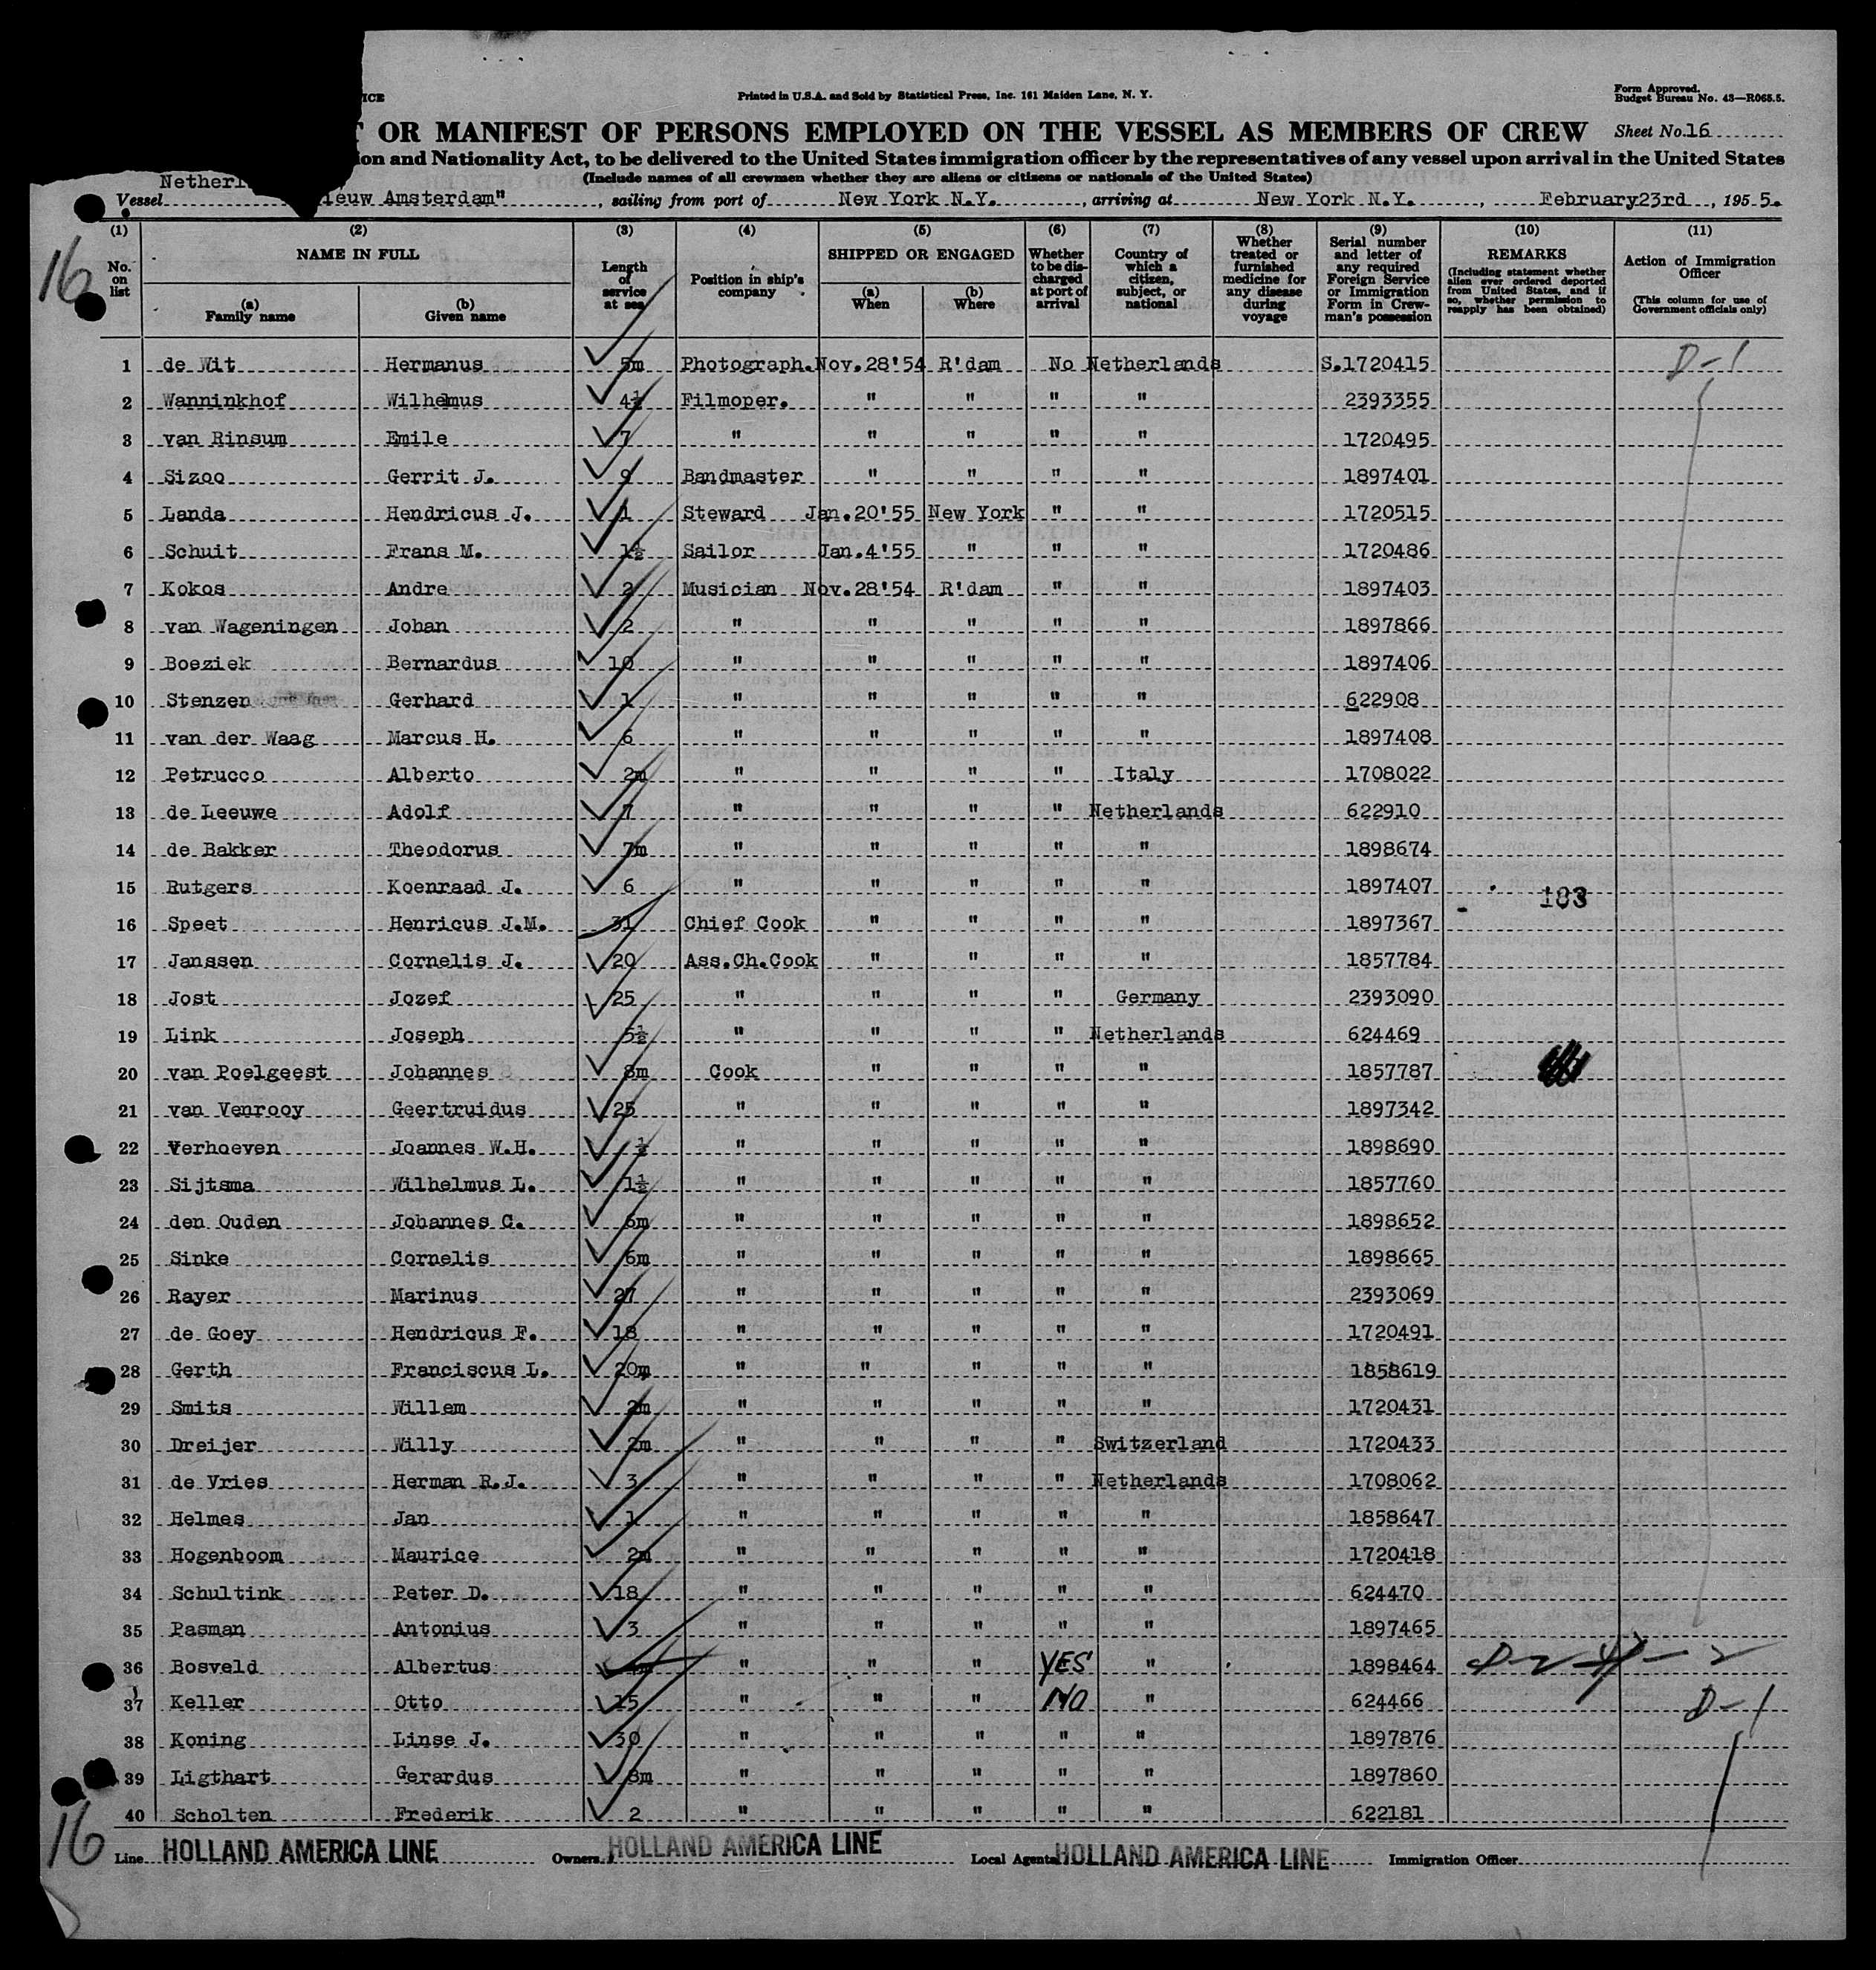 ICE
Printed in U.S.A. and Sold by Statistical Press, Inc. 161 Maiden Lane, N. Y.
Form Approved.
Budget Bureau No. 43—R065.5.
T OR MANIFEST OF PERSONS EMPLOYED ON THE VESSEL AS MEMBERS OF CREW Sheet No. 16
ion and Nationality Act, to be delivered to the United States immigration officer by the representatives of any vessel upon arrival in the United States
(Include names of all crewmen whether they are aliens or citizens or nationals of the United States)
Netherl
Vessel ieuw Amsterdam", sailing from port of New York N.Y., arriving at New York N.Y., February 23rd, 1955.
16
(1) No. on list
(2) NAME IN FULL (a) Family name (b) Given name
(3) Length of service at sea
(4) Position in ship's company
(5) SHIPPED OR ENGAGED (a) When (b) Where
(6) Whether to be discharged at port of arrival
(7) Country of which a citizen, subject, or national
(8) Whether treated or furnished medicine for any disease during voyage
(9) Serial number and letter of any required Foreign Service or Immigration Form in Crewman's possession
(10) REMARKS (Including statement whether alien ever ordered deported from United States, and if so, whether permission to reapply has been obtained)
(11) Action of Immigration Officer (This column for use of Government officials only)
1 de Wit Hermanus 5m Photograph. Nov.28'54 R'dam No Netherlands S.1720415 D-1
2 Wanninkhof Wilhemus 4½ Filmoper. " " " " 2393355
3 van Rinsum Emile 7 " " " " " 1720495
4 Sizoo Gerrit J. 9 Bandmaster " " " " 1897401
5 Landa Hendricus J. 1 Steward Jan.20'55 New York " " 1720515
6 Schuit Frans M. 1½ Sailor Jan.4'55 " " " 1720486
7 Kokos Andre 2 Musician Nov.28'54 R'dam " " 1897403
8 van Wageningen Johan 2 " " " " " 1897866
9 Boeziek Bernardus 10 " " " " " 1897406
10 Stenzen Gerhard 1 " " " " " 622908
11 van der Waag Marcus H. 6 " " " " " 1897408
12 Petrucco Alberto 2m " " " " Italy 1708022
13 de Leeuwe Adolf 7 " " " " Netherlands 622910
14 de Bakker Theodorus 7m " " " " " 1898674
15 Rutgers Koenraad J. 6 " " " " " 1897407
183
16 Speet Henricus J.M. 31 Chief Cook " " " " 1897367
17 Janssen Cornelis J. 20 Ass.Ch.Cook " " " " 1857784
18 Jost Jozef 25 " " " " Germany 2393090
19 Link Joseph 5½ " " " " Netherlands 624469
20 van Poelgeest Johannes 8m Cook " " " " 1857787
21 van Venrooy Geertruidus 25 " " " " " 1897342
22 Verhoeven Joannes W.H. ½ " " " " " 1898690
23 Sijtsma Wilhelmus L. 1½ " " " " " 1857760
24 den Ouden Johannes C. 6m " " " " " 1898652
25 Sinke Cornelis 6m " " " " " 1898665
26 Rayer Marinus 27 " " " " " 2393069
27 de Goey Hendricus F. 18 " " " " " 1720491
28 Gerth Franciscus L. 20m " " " " " 1858619
29 Smits Willem 2m " " " " " 1720431
30 Dreijer Willy 2m " " " " Switzerland 1720433
31 de Vries Herman R.J. 3 " " " " Netherlands 1708062
32 Helmes Jan 1 " " " " " 1858647
33 Hogenboom Maurice 2m " " " " " 1720418
34 Schultink Peter D. 18 " " " " " 624470
35 Pasman Antonius 3 " " " " " 1897465
36 Bosveld Albertus " " " YES " 1898464 D-2 D-2
37 Keller Otto 15 " " " NO " 624466 D-1
38 Koning Linse J. 30 " " " " " 1897876
39 Ligthart Gerardus 8m " " " " " 1897860
40 Scholten Frederik 2 " " " " " 622181
16
Line HOLLAND AMERICA LINE Owners HOLLAND AMERICA LINE Local Agents HOLLAND AMERICA LINE Immigration Officer